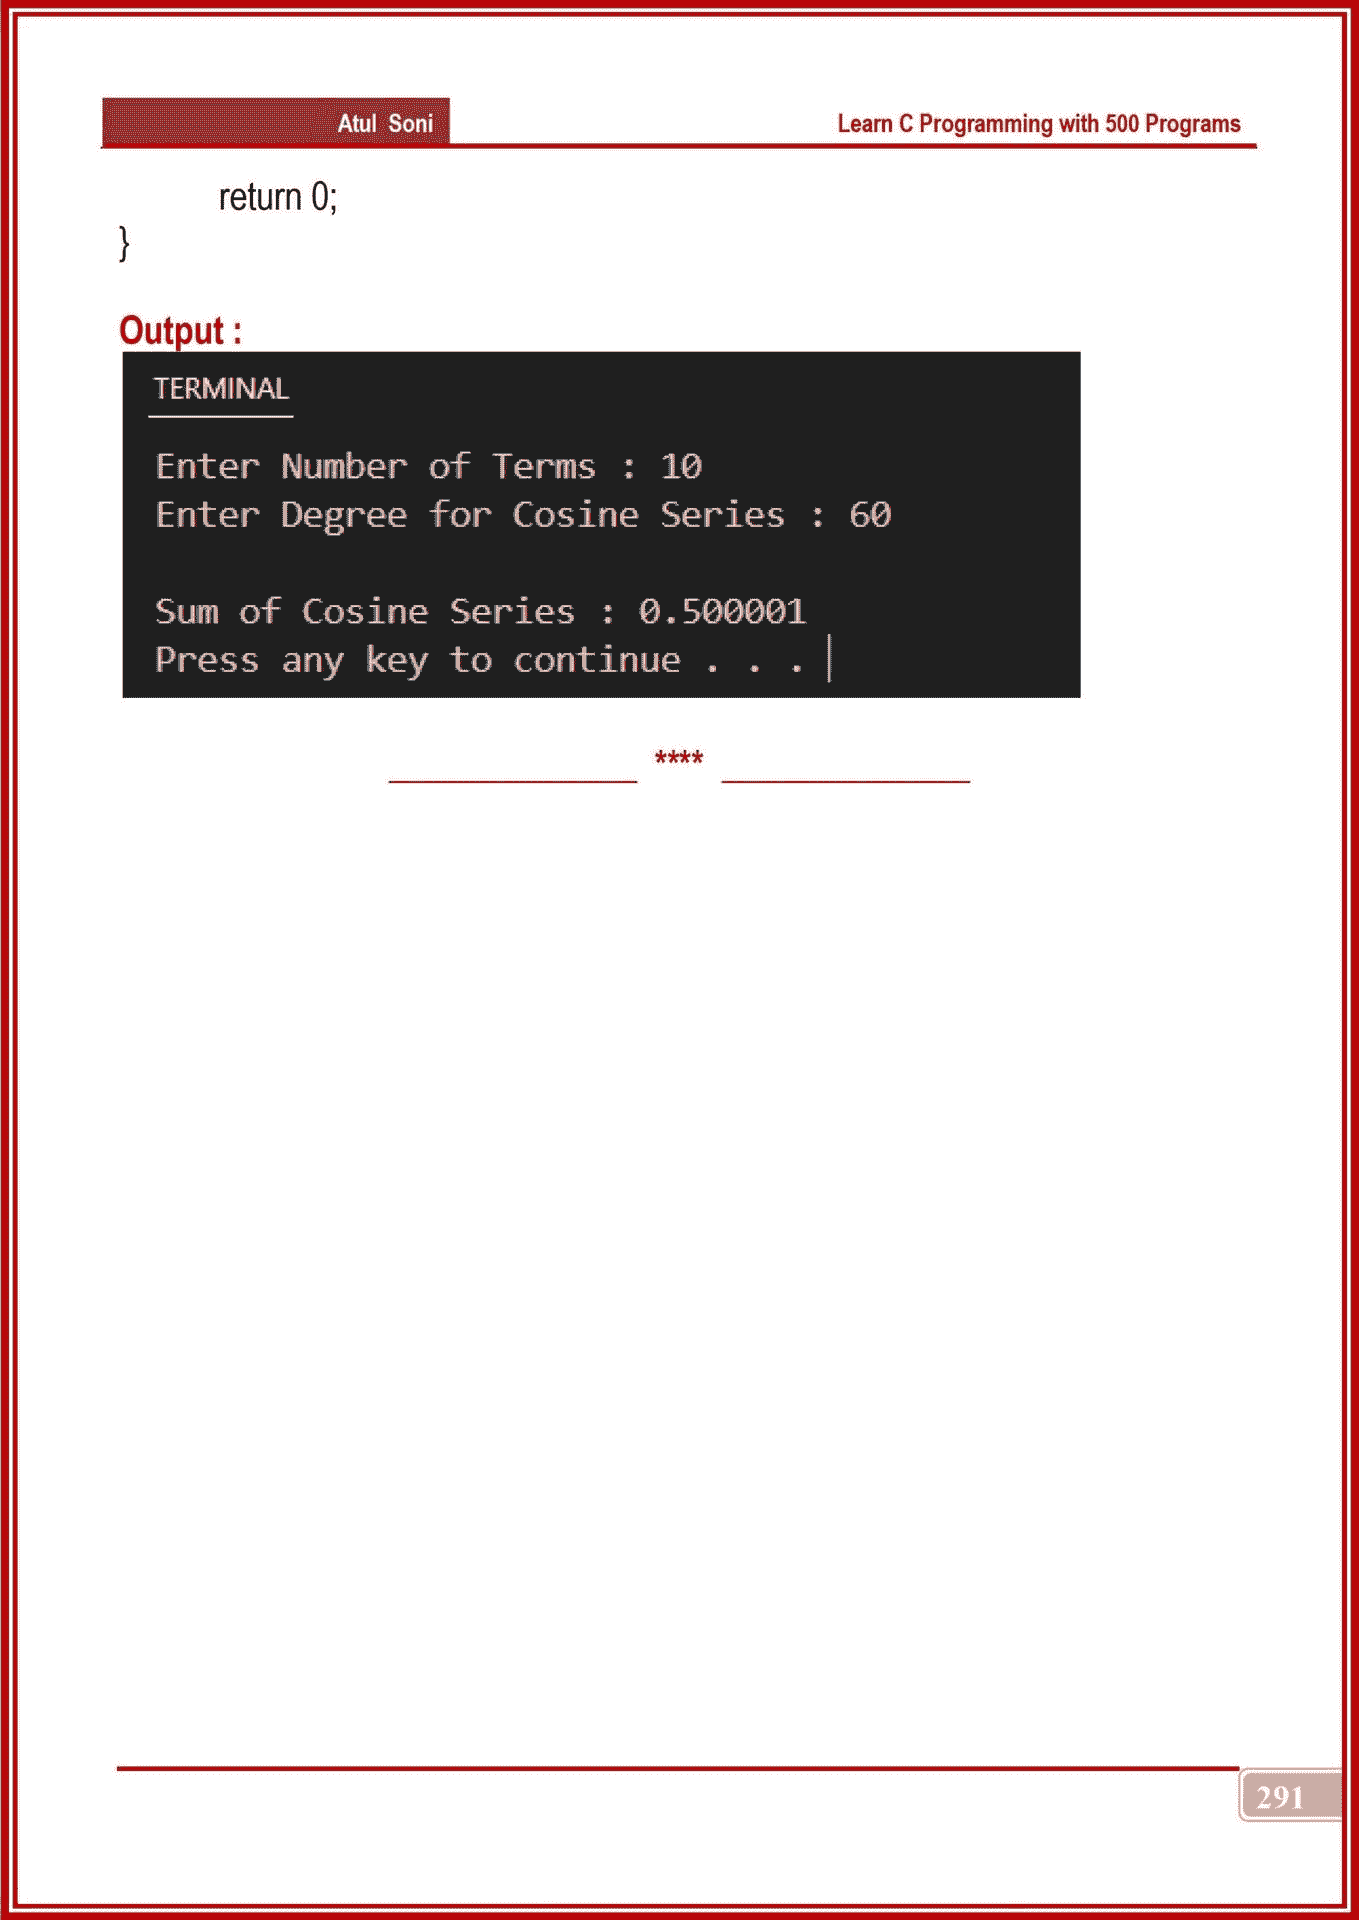 Atul Soni
Learn C Programming with 500 Programs
return 0;
}
Output :
TERMINAL
Enter Number of Terms : 10
Enter Degree for Cosine Series : 60
Sum of Cosine Series : 0.500001
Press any key to continue . . .
****
291